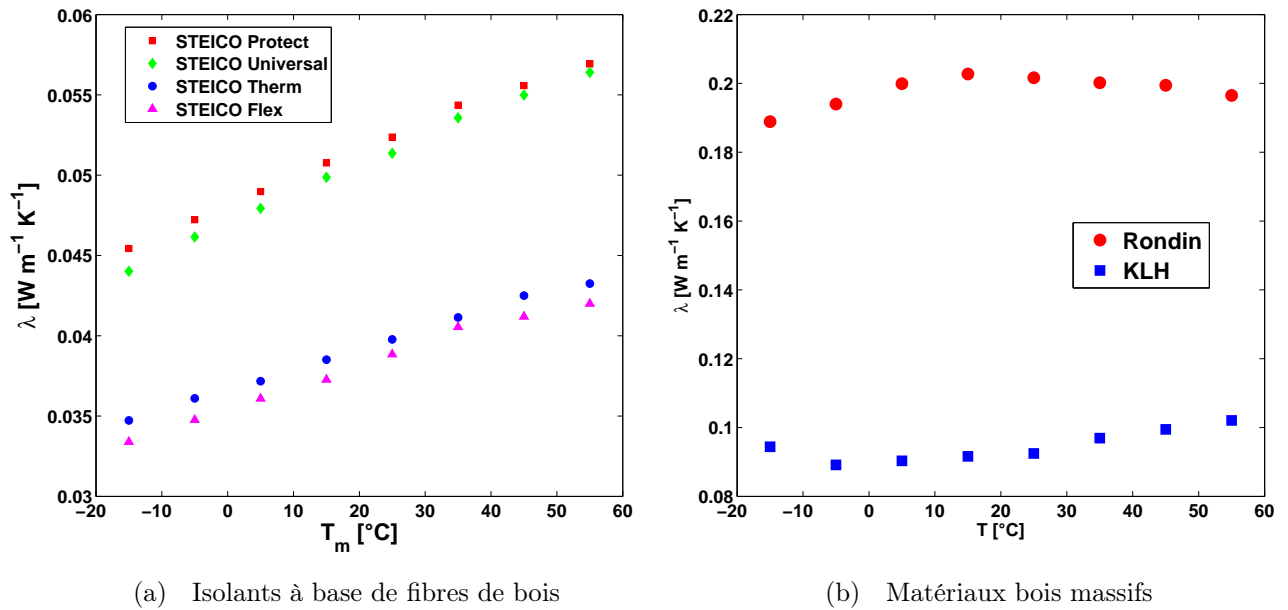 0.06
0.055
0.05
0.045
0.04
0.035
0.03
λ [W m⁻¹ K⁻¹]
STEICO Protect
STEICO Universal
STEICO Therm
STEICO Flex
−20 −10 0 10 20 30 40 50 60
T_m [°C]
(a) Isolants à base de fibres de bois
0.22
0.2
0.18
0.16
0.14
0.12
0.1
0.08
λ [W m⁻¹ K⁻¹]
Rondin
KLH
−20 −10 0 10 20 30 40 50 60
T [°C]
(b) Matériaux bois massifs